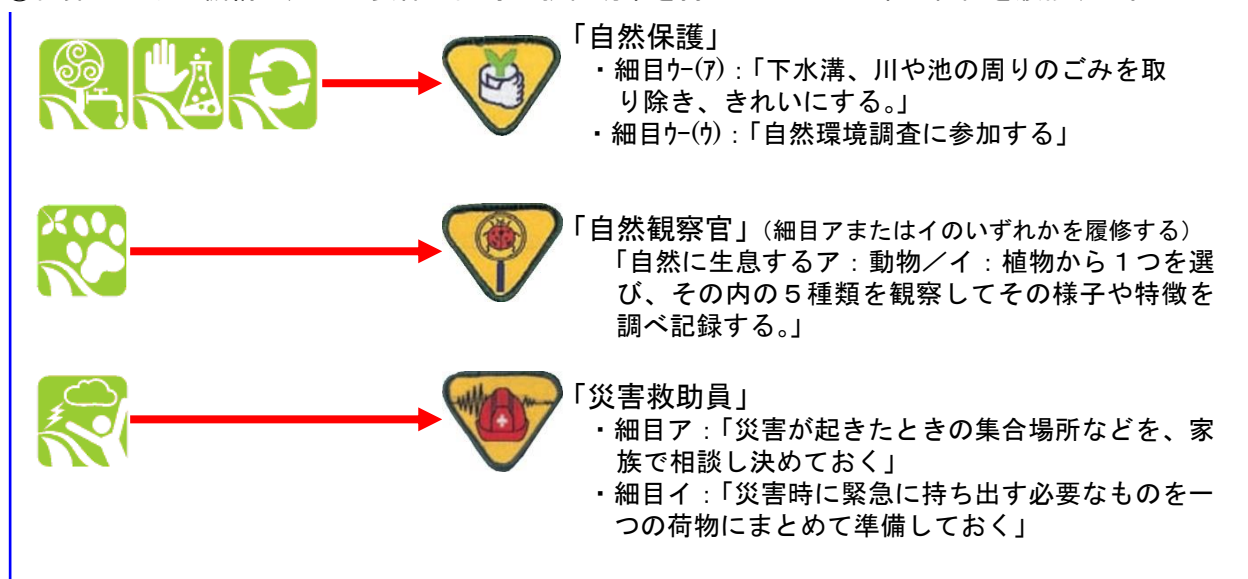 「自然保護」
・細目ｳｰ(ｱ)：「下水溝、川や池の周りのごみを取
り除き、きれいにする。」
・細目ｳｰ(ｳ)：「自然環境調査に参加する」
「自然観察官」（細目アまたはイのいずれかを履修する）
「自然に生息するア：動物／イ：植物から１つを選
び、その内の５種類を観察してその様子や特徴を
調べ記録する。」
「災害救助員」
・細目ア：「災害が起きたときの集合場所などを、家
族で相談し決めておく」
・細目イ：「災害時に緊急に持ち出す必要なものを一
つの荷物にまとめて準備しておく」